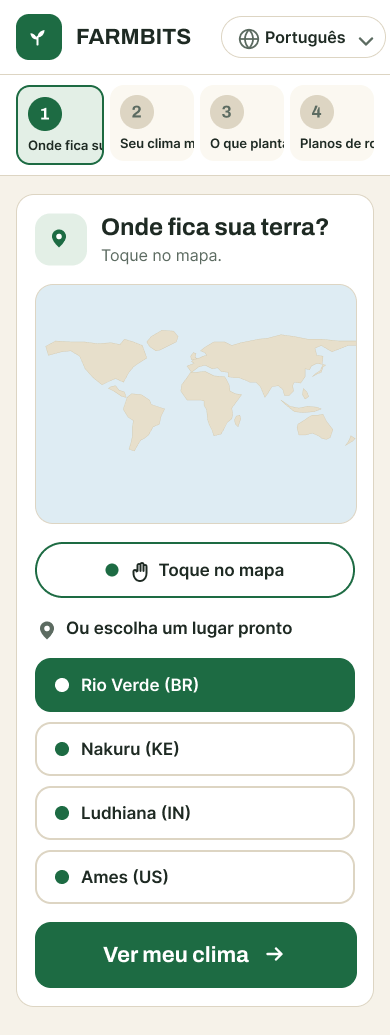 FARMBITS
Português
1
Onde fica su
2
Seu clima m
3
O que plant
4
Planos de ro
Onde fica sua terra?
Toque no mapa.
Toque no mapa
Ou escolha um lugar pronto
Rio Verde (BR)
Nakuru (KE)
Ludhiana (IN)
Ames (US)
Ver meu clima